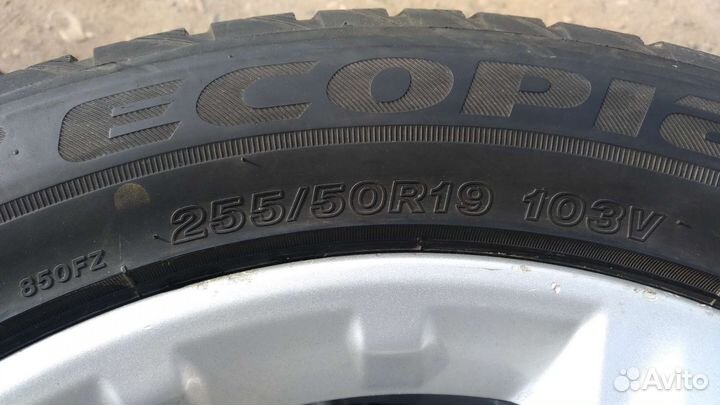 ECOPIA
255/50R19 103V
850FZ
Avito